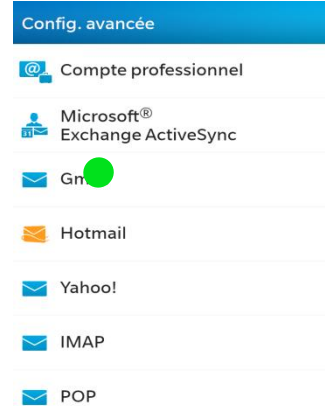 Config. avancée
Compte professionnel
Microsoft®
Exchange ActiveSync
Hotmail
Yahoo!
IMAP
POP